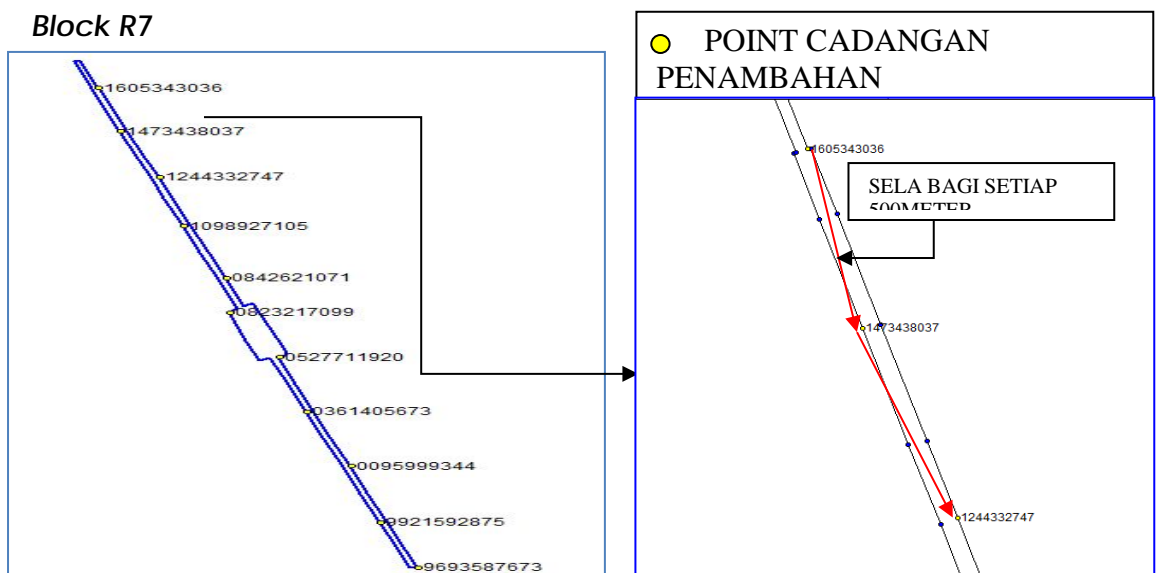 Block R7
1605343036
1473438037
1244332747
1098927105
0842621071
0823217099
0527711920
0361405673
0095999344
9921592875
9693587673
POINT CADANGAN
PENAMBAHAN
1605343036
SELA BAGI SETIAP
500METER
1473438037
1244332747